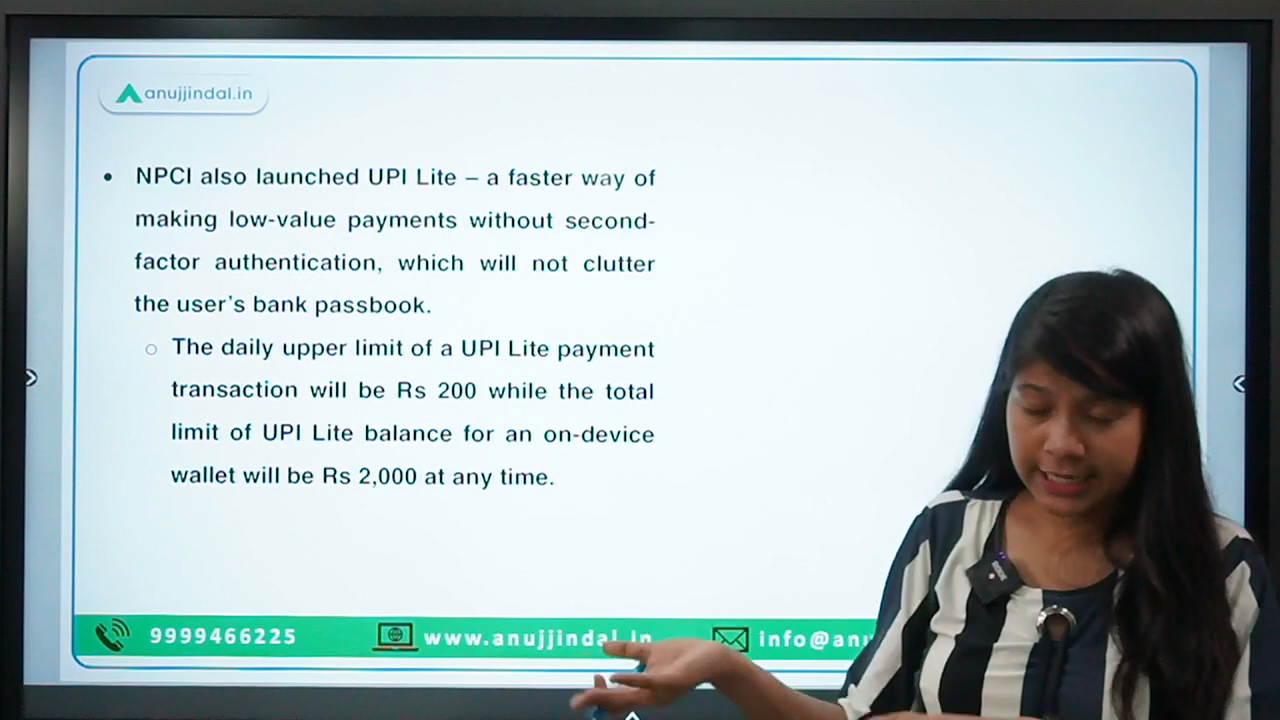 anujjindal.in
• NPCI also launched UPI Lite – a faster way of
making low-value payments without second-
factor authentication, which will not clutter
the user’s bank passbook.
○ The daily upper limit of a UPI Lite payment
transaction will be Rs 200 while the total
limit of UPI Lite balance for an on-device
wallet will be Rs 2,000 at any time.
9999466225 www.anujjindal.in info@anu